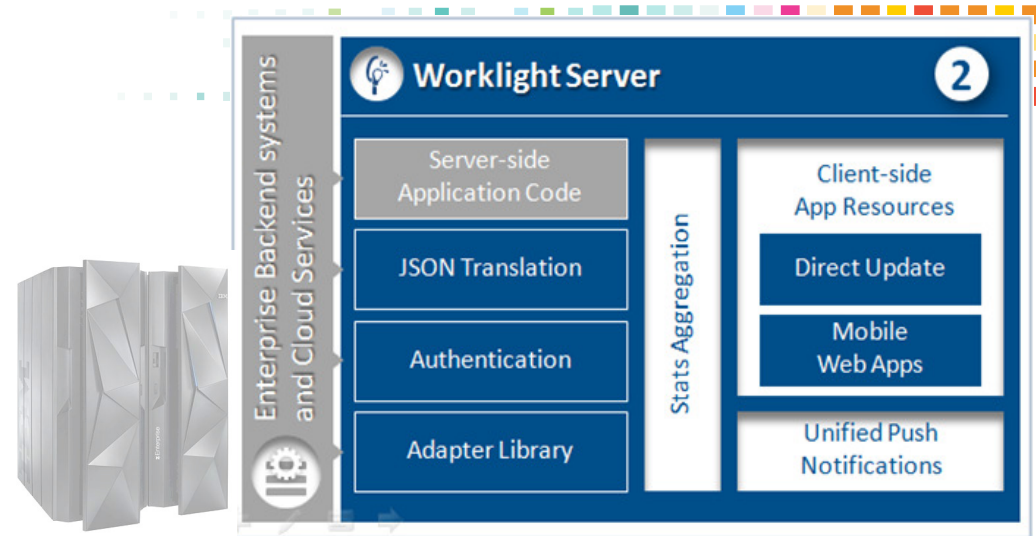 Enterprise Backend systems
and Cloud Services
Worklight Server
2
Server-side
Application Code
JSON Translation
Authentication
Adapter Library
Stats Aggregation
Client-side
App Resources
Direct Update
Mobile
Web Apps
Unified Push
Notifications